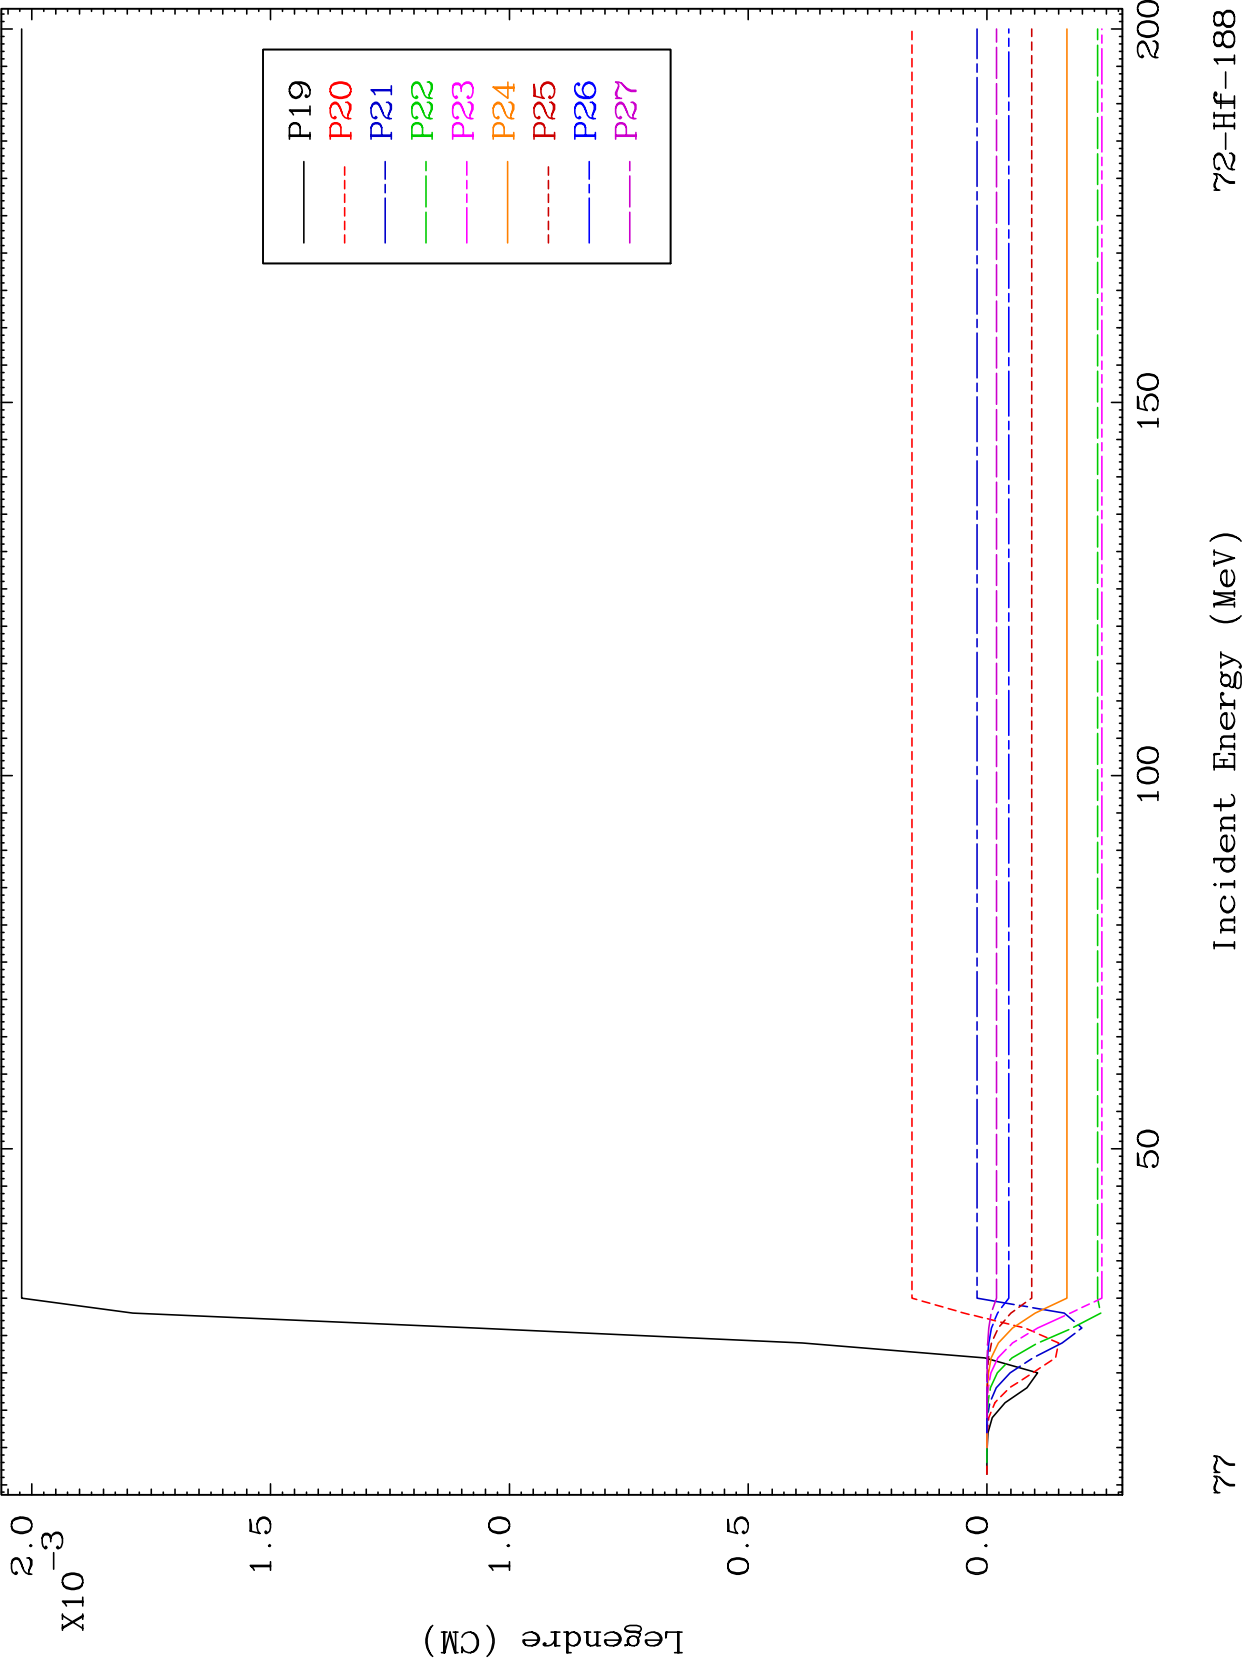 P19
P20
P21
P22
P23
P24
P25
P26
P27
2.0
X10-3
1.5
1.0
0.5
0.0
Legendre (CM)
50
100
150
200
Incident Energy (MeV)
77
72-Hf-188